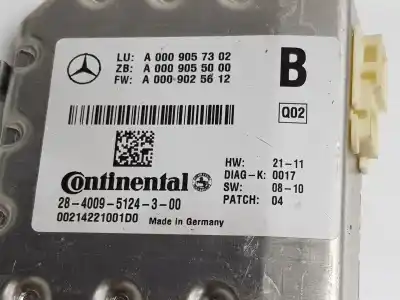 LU: A 000 905 73 02
ZB: A 000 905 50 00
FW: A 000 902 56 12
B
Q02
Continental
28-4009-5124-3-00
00214221001D0
Made in Germany
HW: 21-11
DIAG-K: 0017
SW: 08-10
PATCH: 04